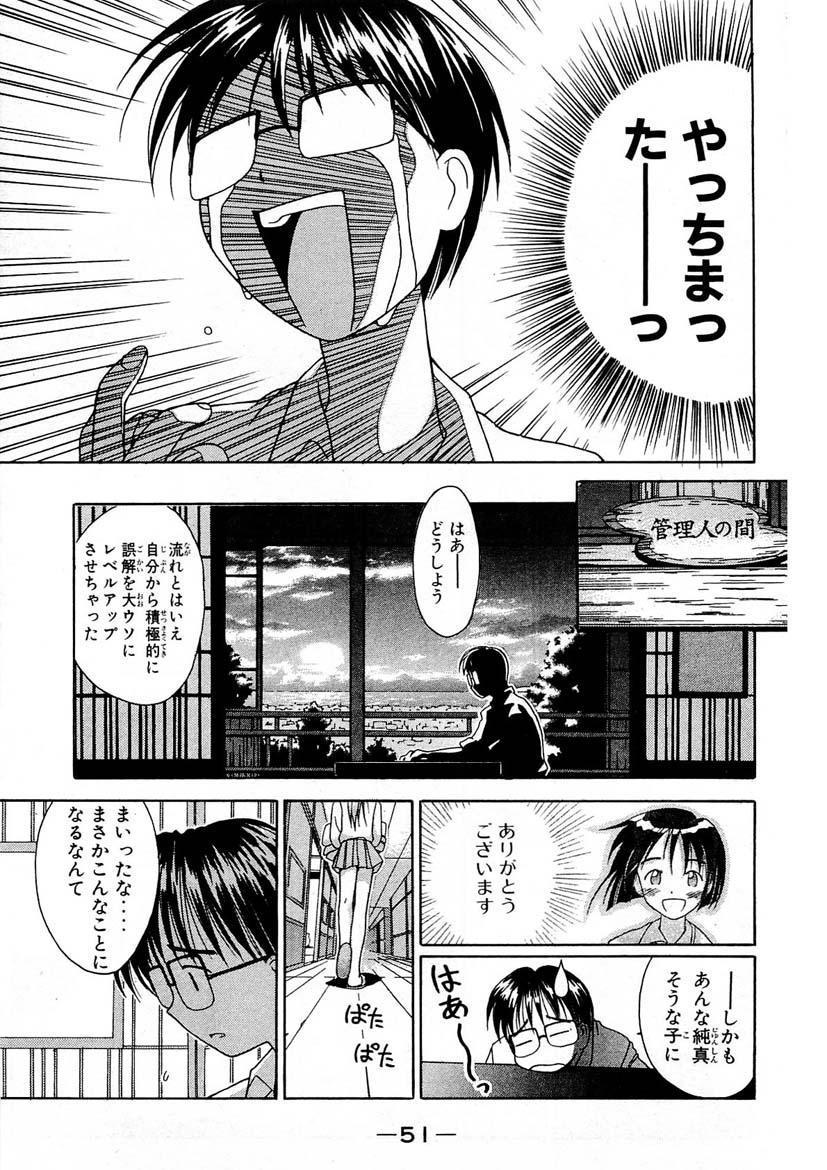 やっちまっ
たーーっ
管理人の間
はあー
どうしよう
流れとはいえ
自分から積極的に
誤解を大ウソに
レベルアップ
させちゃった
ありがとう
ございます
ーしかも
あんな純真
そうな子に
はあ～っ
ぱた
ぱた
まいったな‥‥
まさかこんなことに
なるなんて
—51—